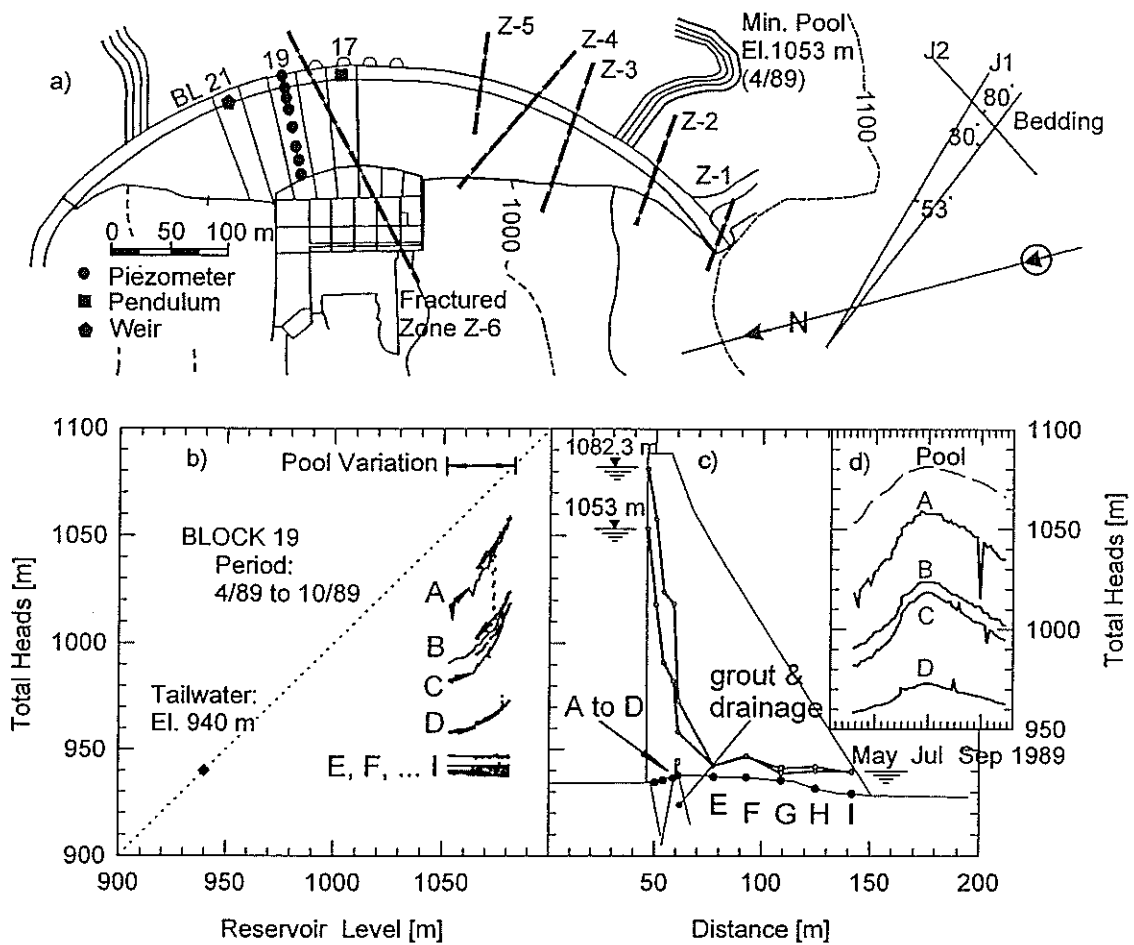 a)
BL 21
19
17
Z-5
Z-4
Z-3
Z-2
Z-1
Min. Pool
El.1053 m
(4/89)
1100
1000
J2
J1
80°
30°
53°
Bedding
N
0 50 100 m
Piezometer
Pendulum
Weir
Fractured
Zone Z-6
b)
Pool Variation
BLOCK 19
Period:
4/89 to 10/89
A
B
C
D
E, F, ... I
Tailwater:
El. 940 m
Total Heads [m]
1100
1050
1000
950
900
900 950 1000 1050
Reservoir Level [m]
c)
1082.3 m
1053 m
A to D
grout &
drainage
E F G H I
50 100 150 200
Distance [m]
d)
Pool
A
B
C
D
1100
1050
1000
950
Total Heads [m]
May Jul Sep 1989